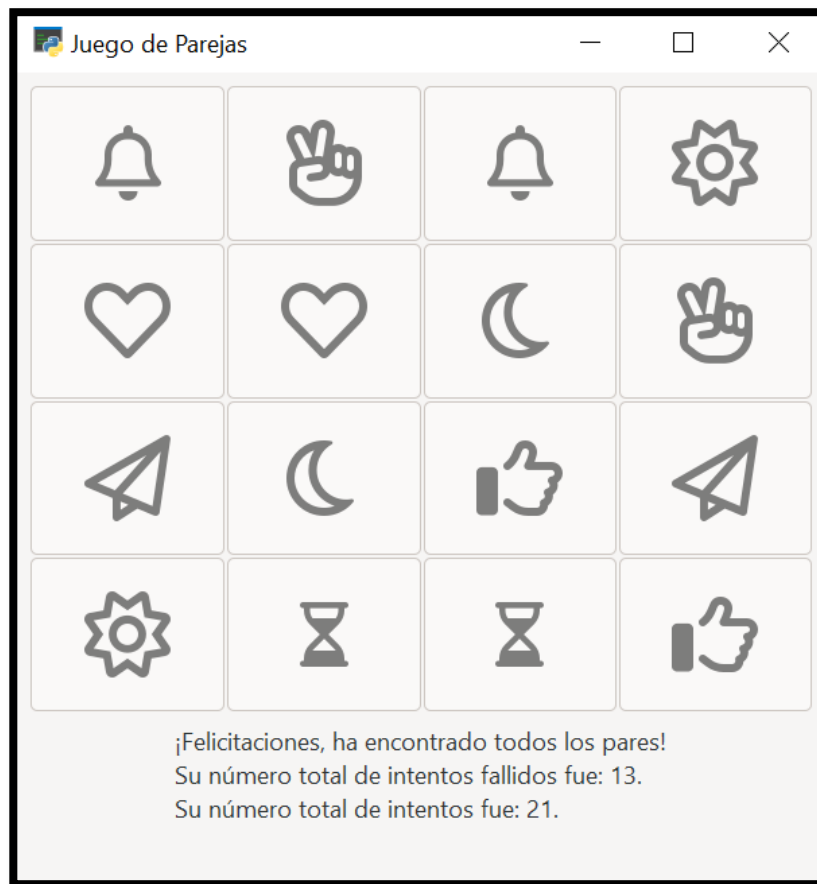 Juego de Parejas
¡Felicitaciones, ha encontrado todos los pares!
Su número total de intentos fallidos fue: 13.
Su número total de intentos fue: 21.